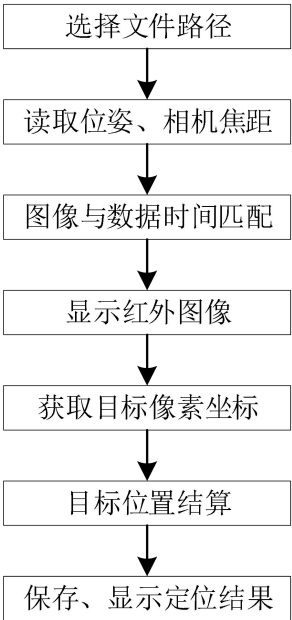 选择文件路径
读取位姿、相机焦距
图像与数据时间匹配
显示红外图像
获取目标像素坐标
目标位置结算
保存、显示定位结果